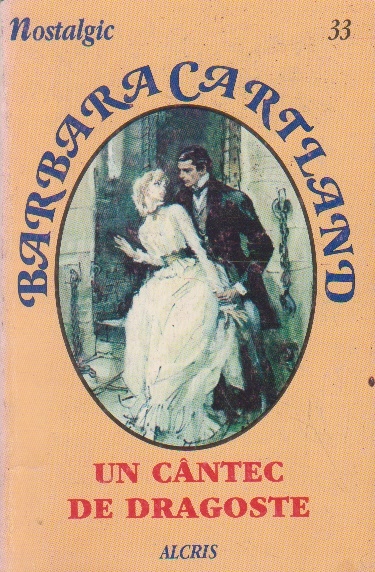 Nostalgic 33
BARBARA CARTLAND
UN CÂNTEC
DE DRAGOSTE
ALCRIS